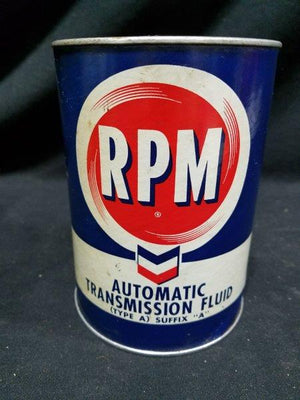 RPM
®
AUTOMATIC
TRANSMISSION FLUID
(TYPE A) SUFFIX "A"